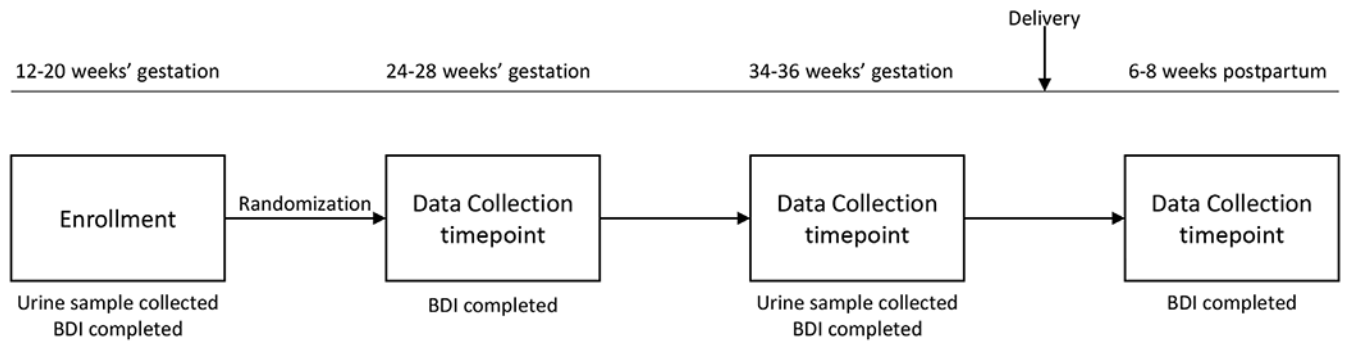 Delivery
12-20 weeks’ gestation
24-28 weeks’ gestation
34-36 weeks’ gestation
6-8 weeks postpartum
Enrollment
Randomization
Data Collection
timepoint
Data Collection
timepoint
Data Collection
timepoint
Urine sample collected
BDI completed
BDI completed
Urine sample collected
BDI completed
BDI completed